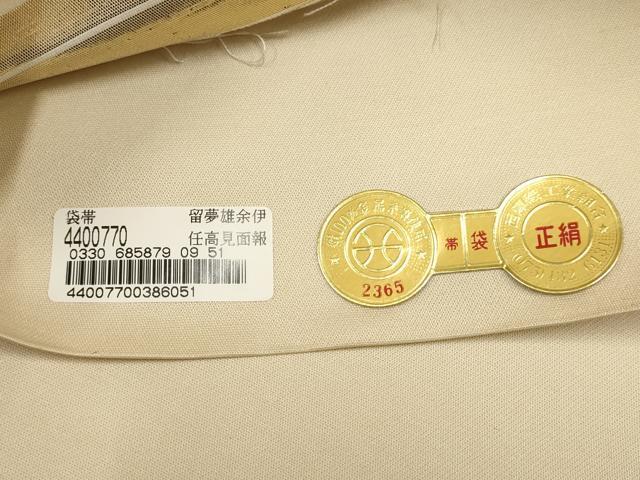 袋帯 留夢雄余伊
4400770 任高見面報
0330 685879 09 51
44007700386051
2365
帯 袋
正絹